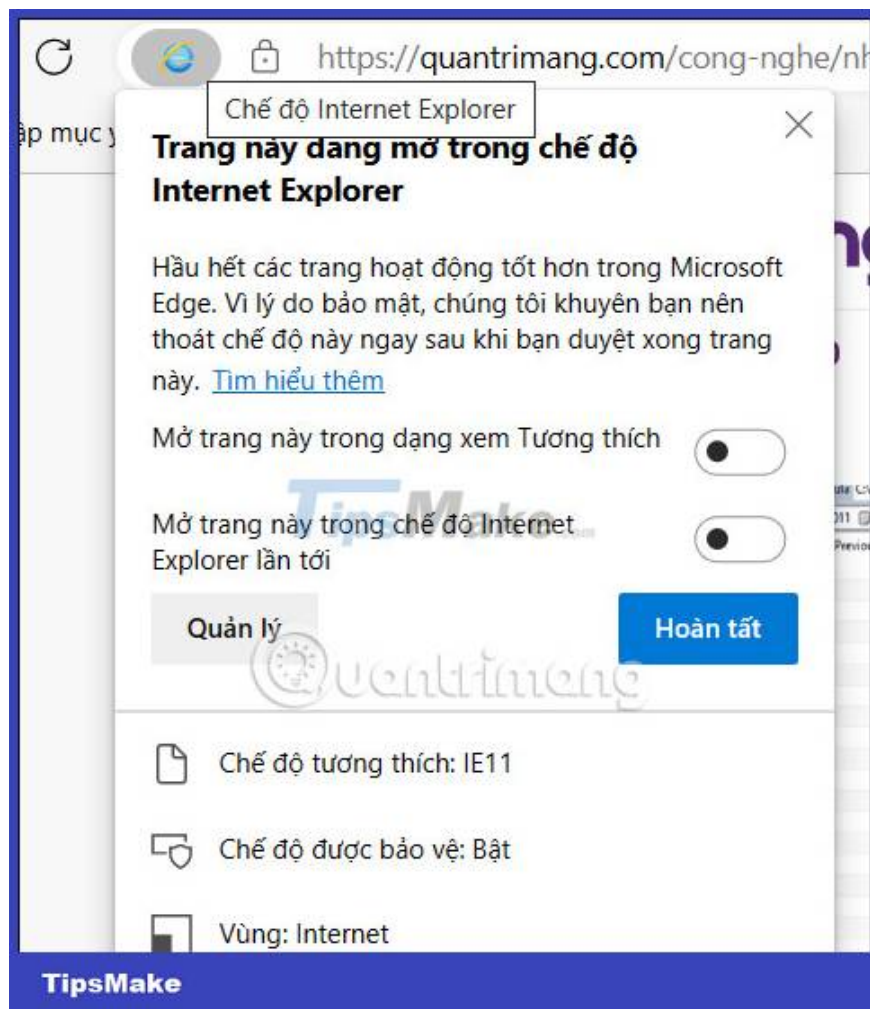 https://quantrimang.com/cong-nghe/nh
Chế độ Internet Explorer
ập mục y
Trang này đang mở trong chế độ
Internet Explorer
Hầu hết các trang hoạt động tốt hơn trong Microsoft
Edge. Vì lý do bảo mật, chúng tôi khuyên bạn nên
thoát chế độ này ngay sau khi bạn duyệt xong trang
này. Tìm hiểu thêm
Mở trang này trong dạng xem Tương thích
TipsMake.com
Mở trang này trong chế độ Internet
Explorer lần tới
Quản lý
Hoàn tất
Quantrimang
Chế độ tương thích: IE11
Chế độ được bảo vệ: Bật
Vùng: Internet
TipsMake